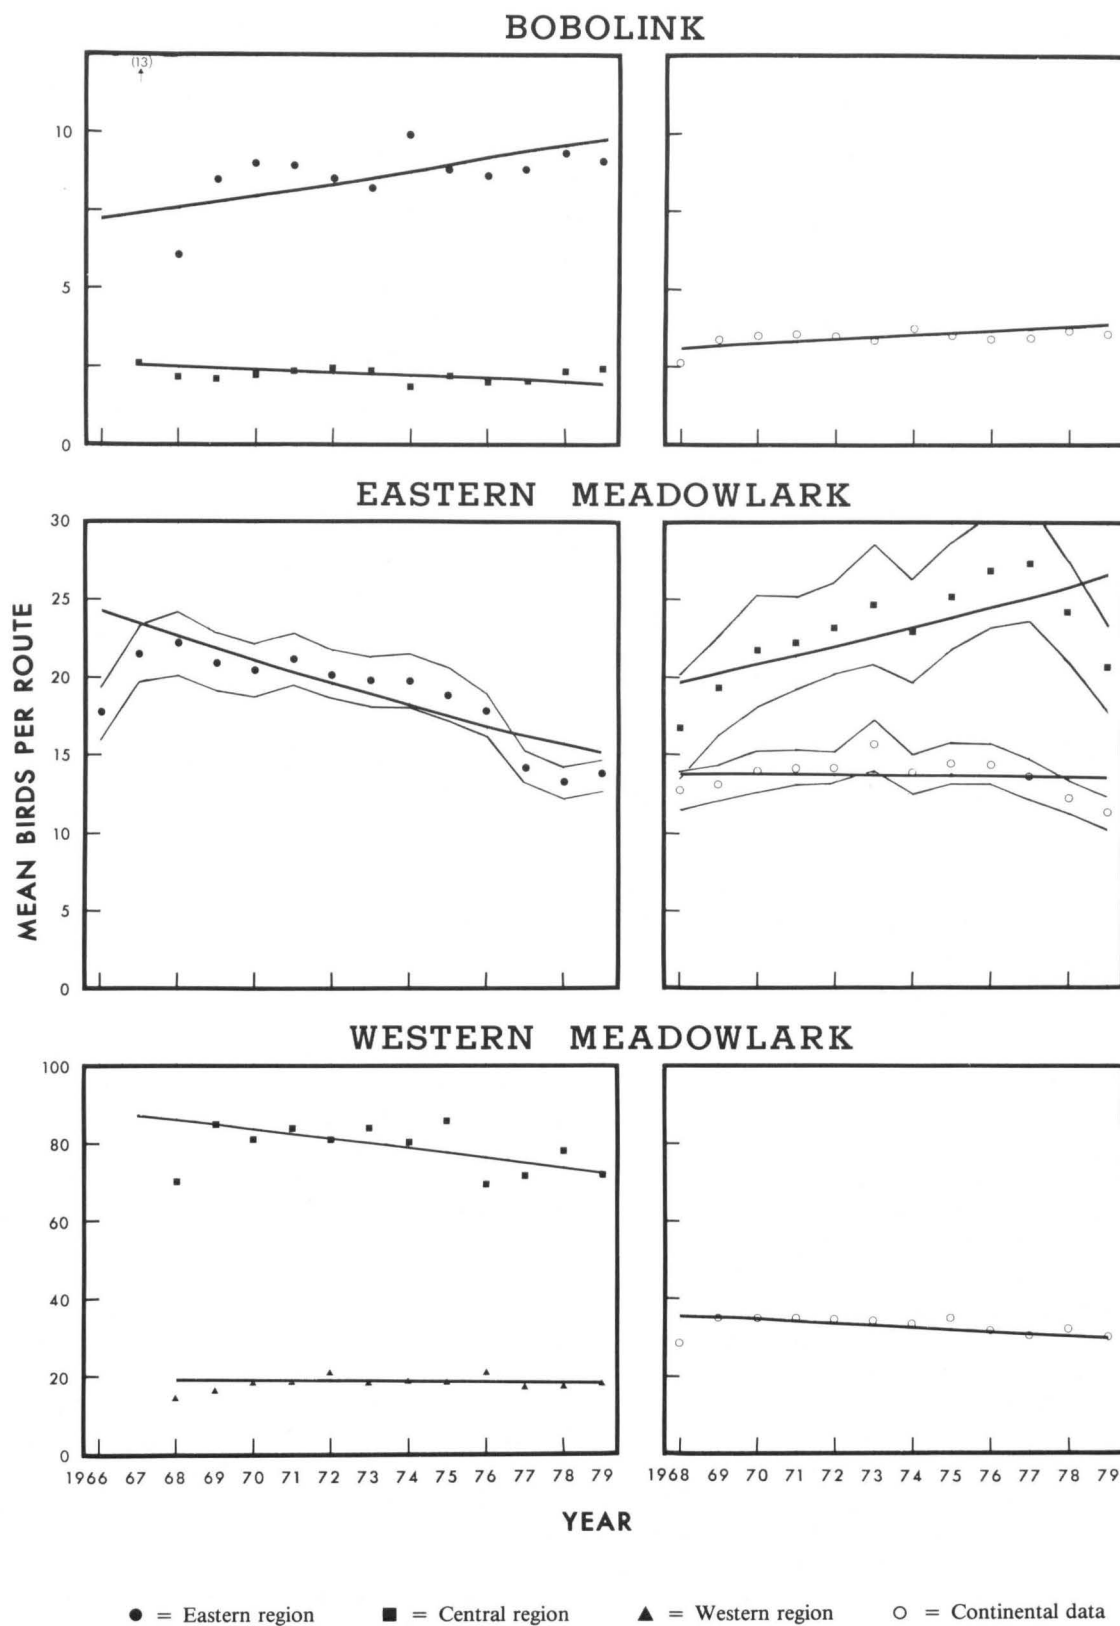 BOBOLINK
(13)
10
5
0
EASTERN MEADOWLARK
30
25
20
15
10
5
0
MEAN BIRDS PER ROUTE
WESTERN MEADOWLARK
100
80
60
40
20
0
1966 67 68 69 70 71 72 73 74 75 76 77 78 79
1968 69 70 71 72 73 74 75 76 77 78 79
YEAR
● = Eastern region ■ = Central region ▲ = Western region ○ = Continental data